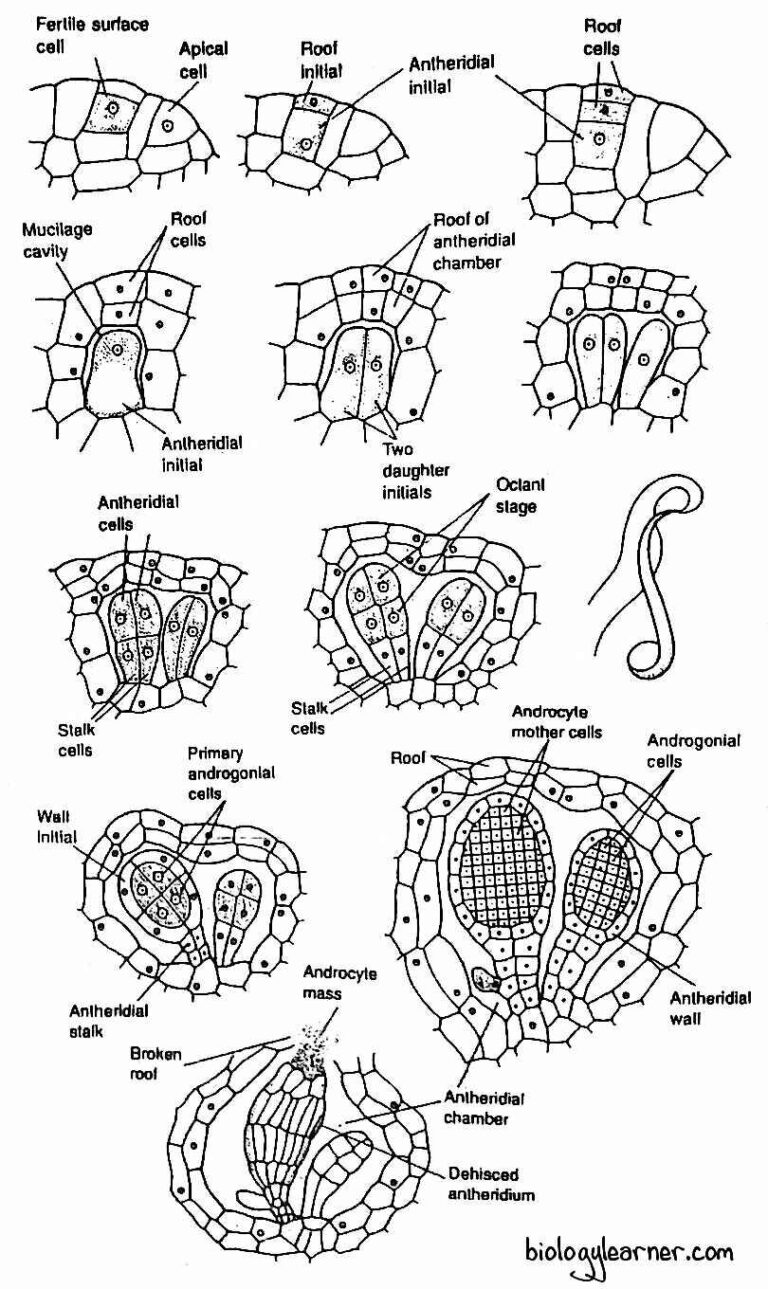 Fertile surface
cell
Apical
cell
Roof
initial
Antheridial
initial
Roof
cells
Mucilage
cavity
Roof
cells
Antheridial
initial
Roof of
antheridial
chamber
Two
daughter
initials
Antheridial
cells
Stalk
cells
Octant
stage
Stalk
cells
Primary
androgonial
cells
Wall
initial
Antheridial
stalk
Androcyte
mother cells
Roof
Androgonial
cells
Antheridial
wall
Androcyte
mass
Broken
roof
Antheridial
chamber
Dehisced
antheridium
biologylearner.com